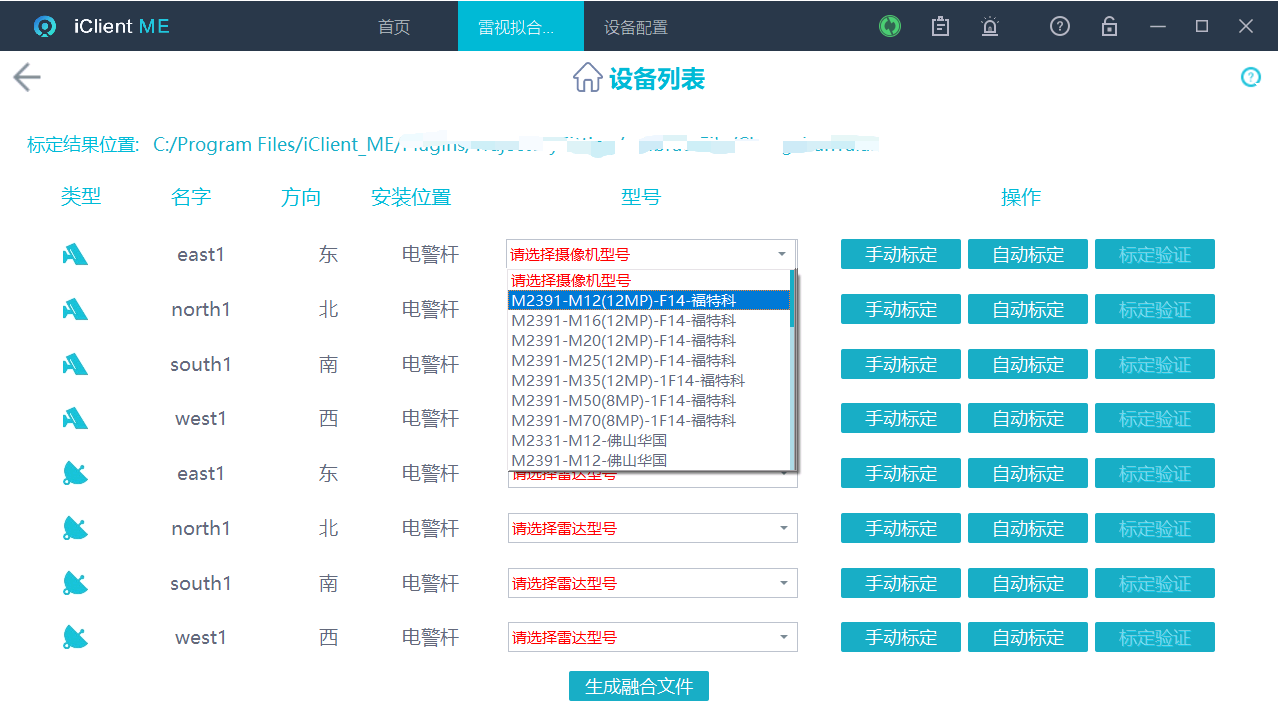 iClient ME 首页 雷视拟合... 设备配置
设备列表
标定结果位置: C:/Program Files/iClient_ME/
类型 名字 方向 安装位置 型号 操作
east1 东 电警杆 请选择摄像机型号 手动标定 自动标定 标定验证
请选择摄像机型号
M2391-M12(12MP)-F14-福特科
north1 北 电警杆 手动标定 自动标定 标定验证
M2391-M16(12MP)-F14-福特科
M2391-M20(12MP)-F14-福特科
M2391-M25(12MP)-F14-福特科
south1 南 电警杆 手动标定 自动标定 标定验证
M2391-M35(12MP)-1F14-福特科
M2391-M50(8MP)-1F14-福特科
M2391-M70(8MP)-1F14-福特科
west1 西 电警杆 手动标定 自动标定 标定验证
M2331-M12-佛山华国
M2391-M12-佛山华国
east1 东 电警杆 请选择雷达型号 手动标定 自动标定 标定验证
north1 北 电警杆 请选择雷达型号 手动标定 自动标定 标定验证
south1 南 电警杆 请选择雷达型号 手动标定 自动标定 标定验证
west1 西 电警杆 请选择雷达型号 手动标定 自动标定 标定验证
生成融合文件